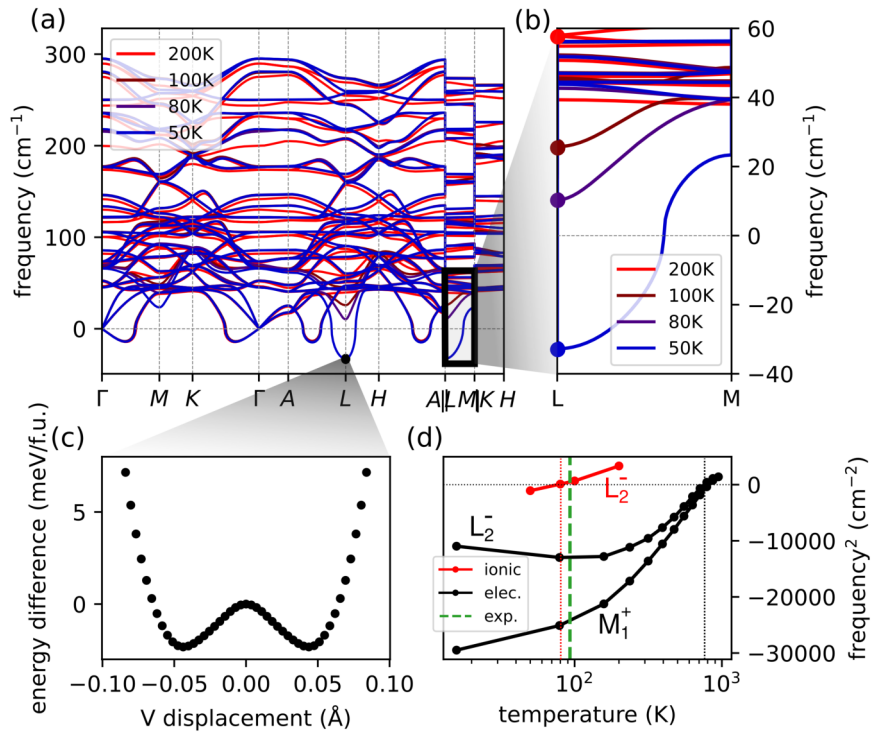 (a)
frequency (cm⁻¹)
300
200
100
0
200K
100K
80K
50K
Γ M K Γ A L H A|L M|K H
(b)
60
40
20
0
−20
−40
frequency (cm⁻¹)
200K
100K
80K
50K
L M
(c)
energy difference (meV/f.u.)
5
0
−0.10 −0.05 0.00 0.05 0.10
V displacement (Å)
(d)
L₂⁻
L₂⁻
M₁⁺
ionic
elec.
exp.
0
−10000
−20000
−30000
frequency² (cm⁻²)
10² 10³
temperature (K)